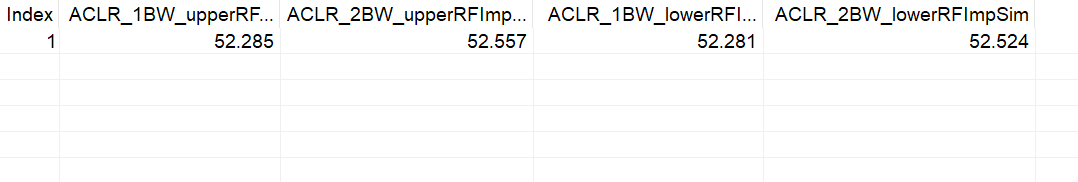 Index ACLR_1BW_upperRF... ACLR_2BW_upperRFImp... ACLR_1BW_lowerRFI... ACLR_2BW_lowerRFImpSim
1 52.285 52.557 52.281 52.524